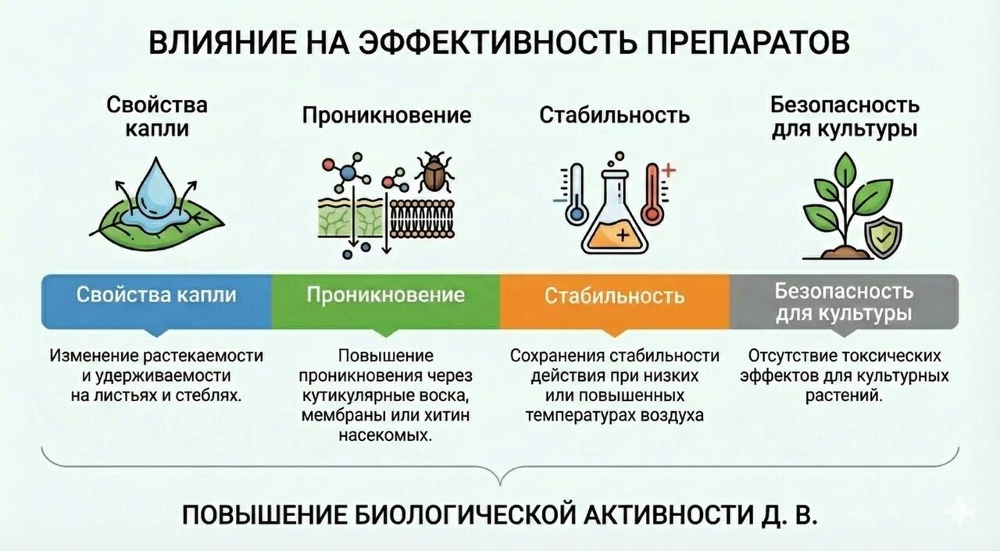 ВЛИЯНИЕ НА ЭФФЕКТИВНОСТЬ ПРЕПАРАТОВ
Свойства
капли
Проникновение
Стабильность
Безопасность
для культуры
Свойства капли
Проникновение
Стабильность
Безопасность
для культуры
Изменение растекаемости
и удерживаемости
на листьях и стеблях.
Повышение
проникновения через
кутикулярные воска,
мембраны или хитин
насекомых.
Сохранения стабильности
действия при низких
или повышенных
температурах воздуха
Отсутствие токсических
эффектов для культурных
растений.
ПОВЫШЕНИЕ БИОЛОГИЧЕСКОЙ АКТИВНОСТИ Д. В.